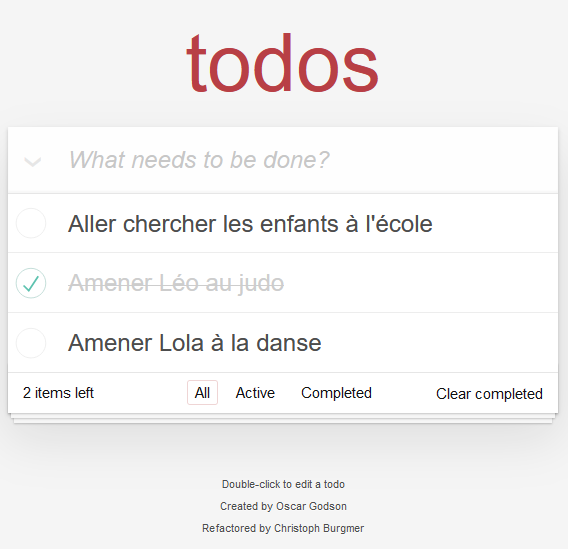 todos
What needs to be done?
Aller chercher les enfants à l'école
Amener Léo au judo
Amener Lola à la danse
2 items left All Active Completed Clear completed
Double-click to edit a todo
Created by Oscar Godson
Refactored by Christoph Burgmer